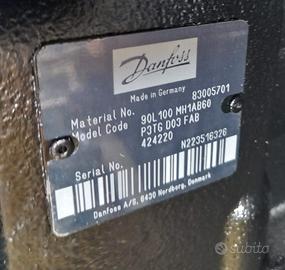 Danfoss
Made in Germany
Material No. 83005701
Model Code 90L100 MH1AB60
P3TG D03 FAB
424220
Serial No. N223516326
Danfoss A/S, 6430 Nordborg, Denmark
subito